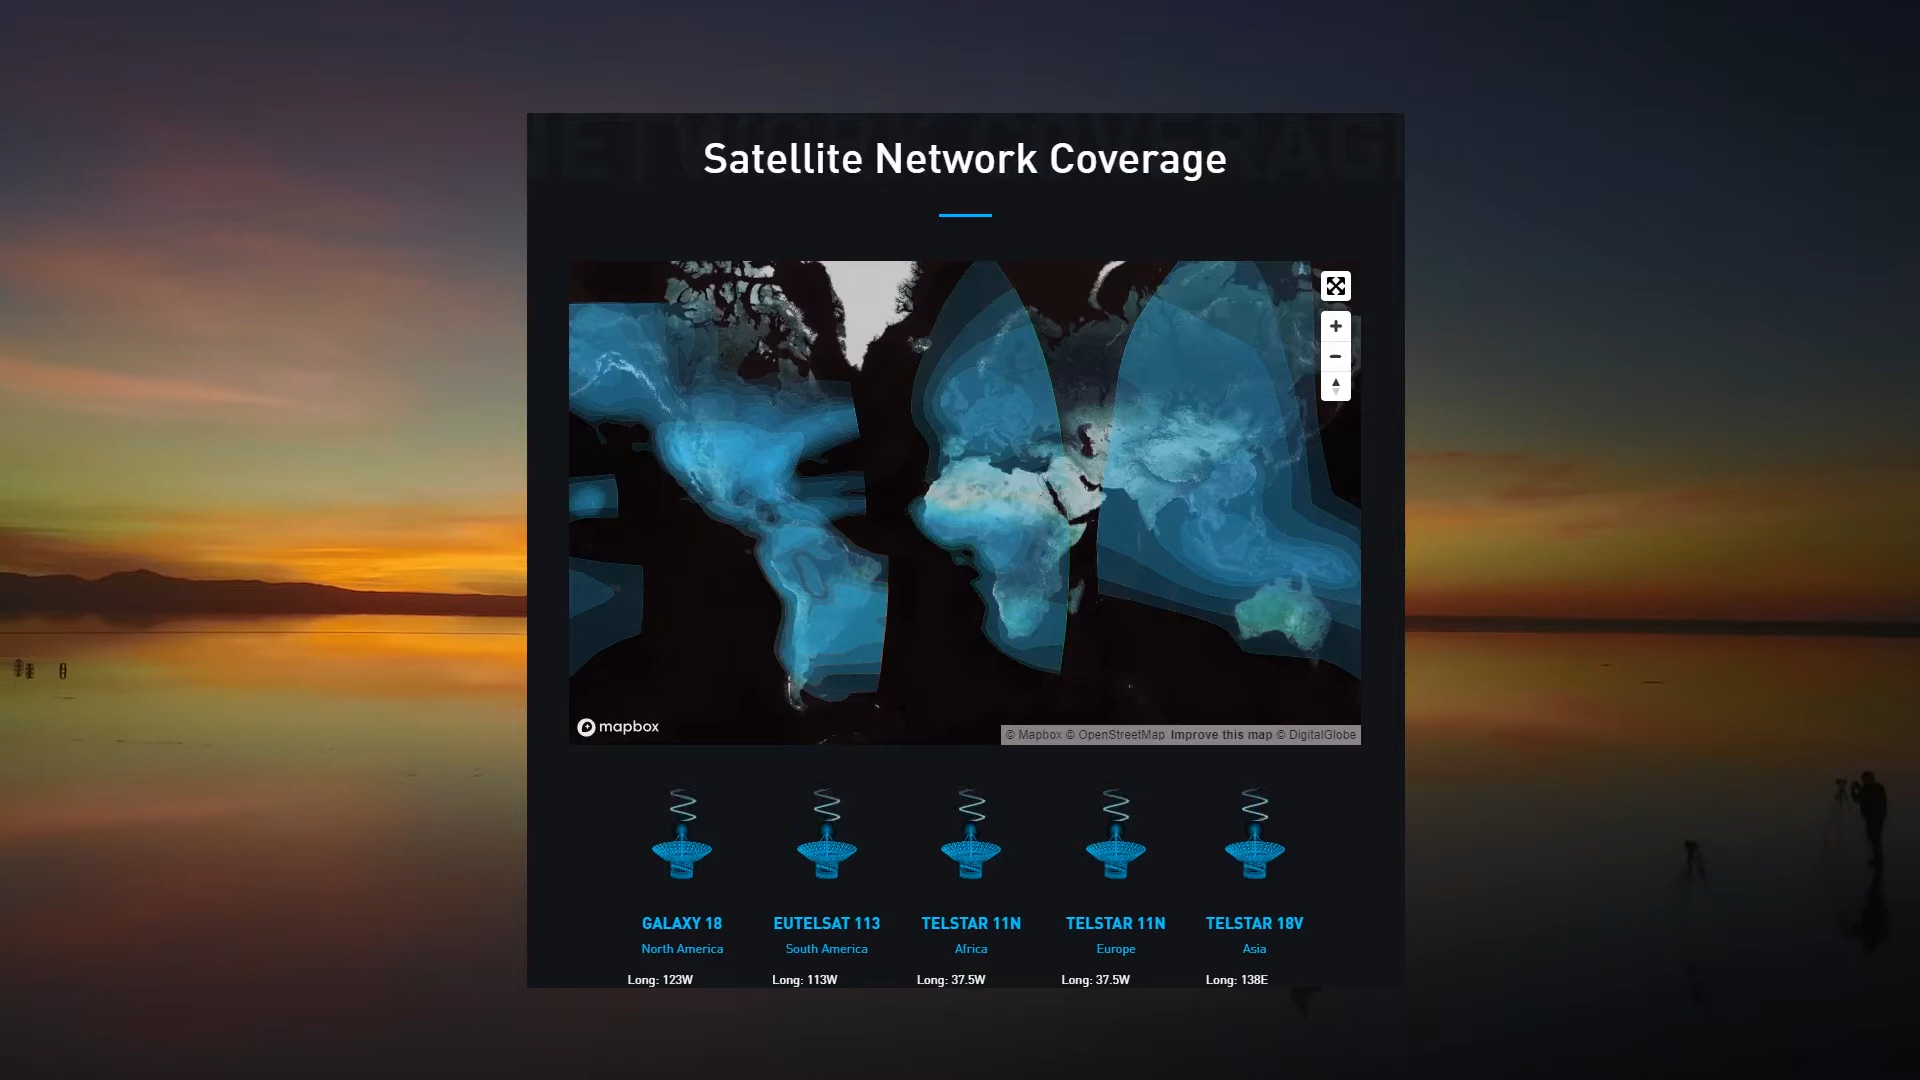 NETWORK COVERAGE
Satellite Network Coverage
mapbox
© Mapbox © OpenStreetMap Improve this map © DigitalGlobe
GALAXY 18 EUTELSAT 113 TELSTAR 11N TELSTAR 11N TELSTAR 18V
North America South America Africa Europe Asia
Long: 123W Long: 113W Long: 37.5W Long: 37.5W Long: 138E